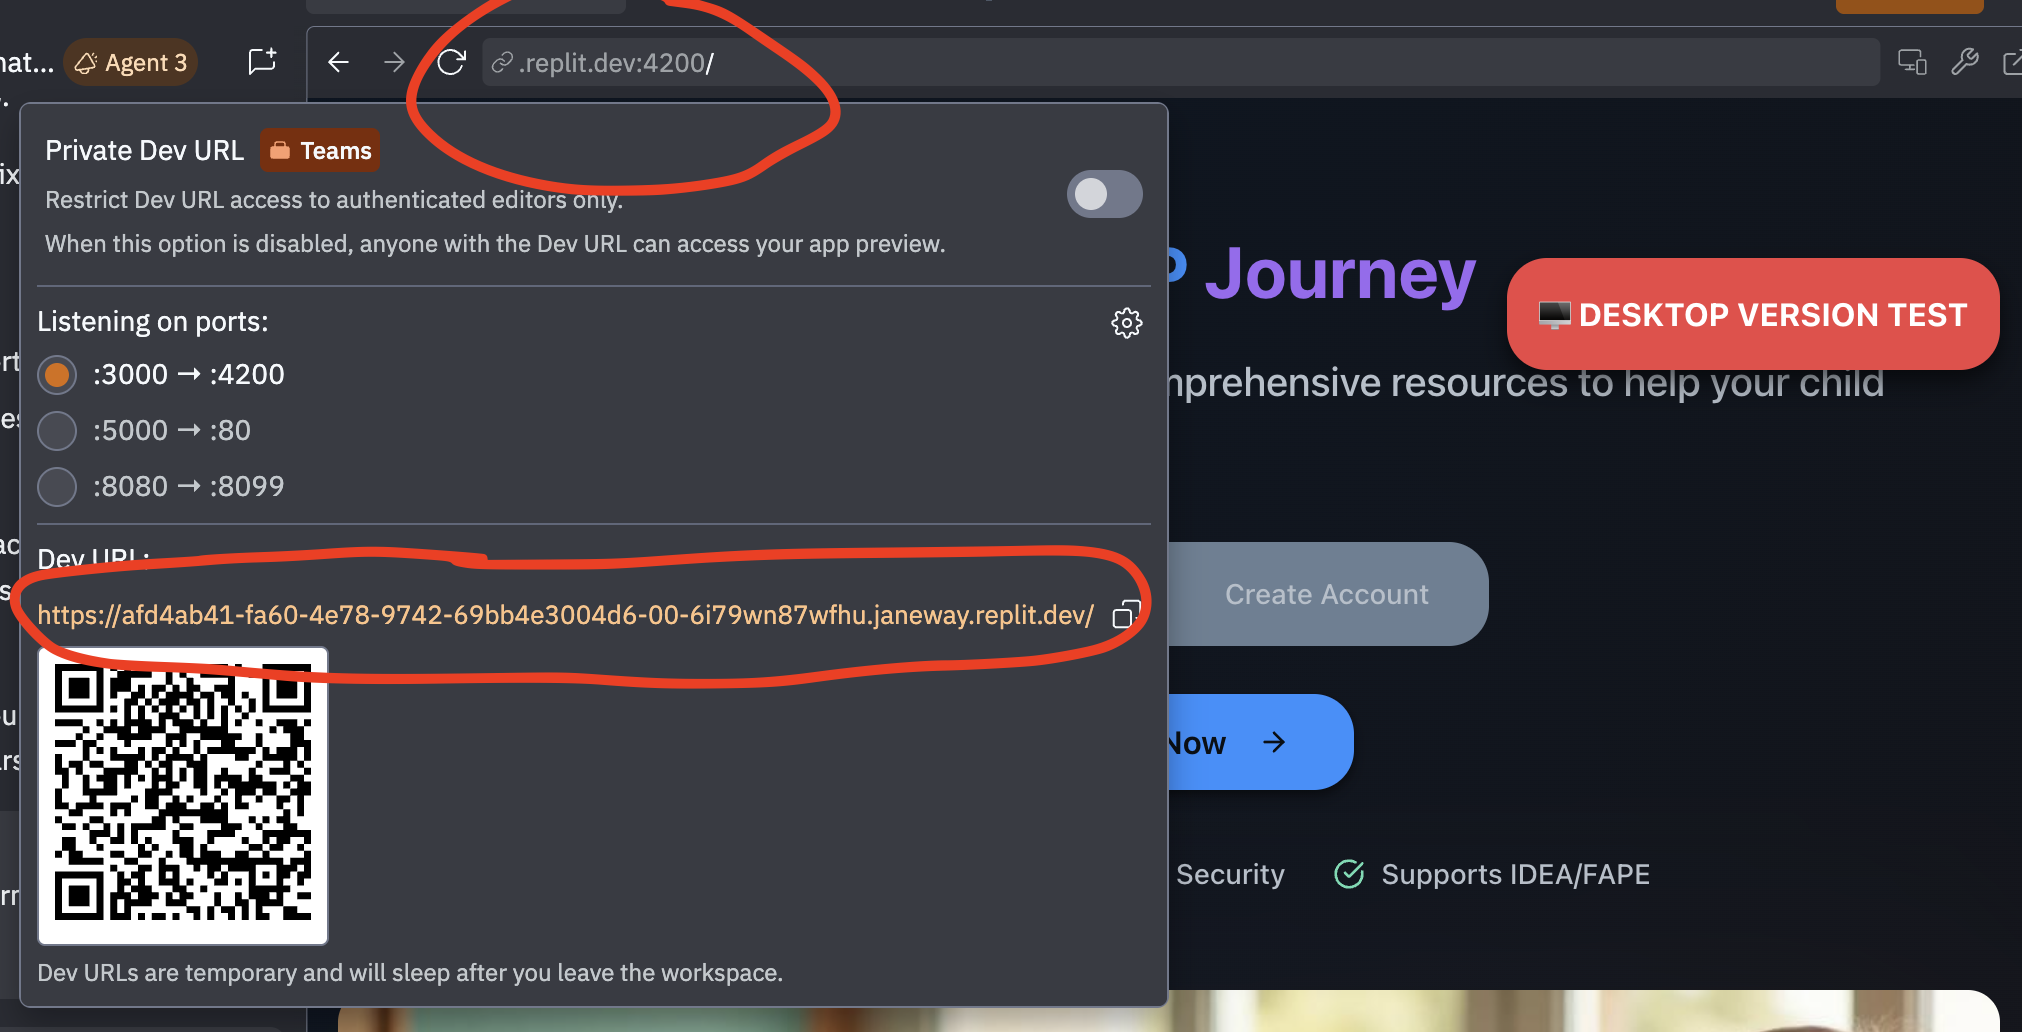 Agent 3
.replit.dev:4200/
Private Dev URL
Teams
Restrict Dev URL access to authenticated editors only.
When this option is disabled, anyone with the Dev URL can access your app preview.
Listening on ports:
:3000 → :4200
:5000 → :80
:8080 → :8099
Dev URL:
https://afd4ab41-fa60-4e78-9742-69bb4e3004d6-00-6i79wn87wfhu.janeway.replit.dev/
Dev URLs are temporary and will sleep after you leave the workspace.
Journey
DESKTOP VERSION TEST
resources to help your child
Create Account
Now
Security
Supports IDEA/FAPE